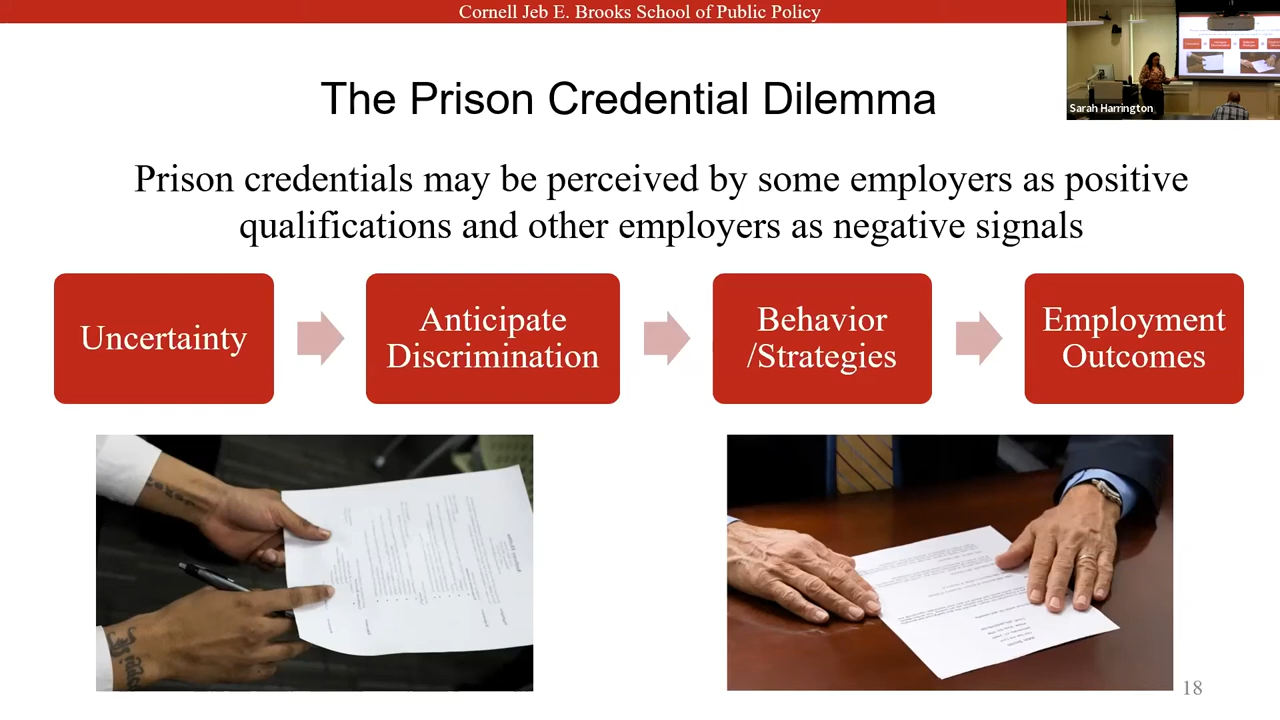 Cornell Jeb E. Brooks School of Public Policy
Sarah Harrington
The Prison Credential Dilemma
Prison credentials may be perceived by some employers as positive
qualifications and other employers as negative signals
Uncertainty
Anticipate
Discrimination
Behavior
/Strategies
Employment
Outcomes
18